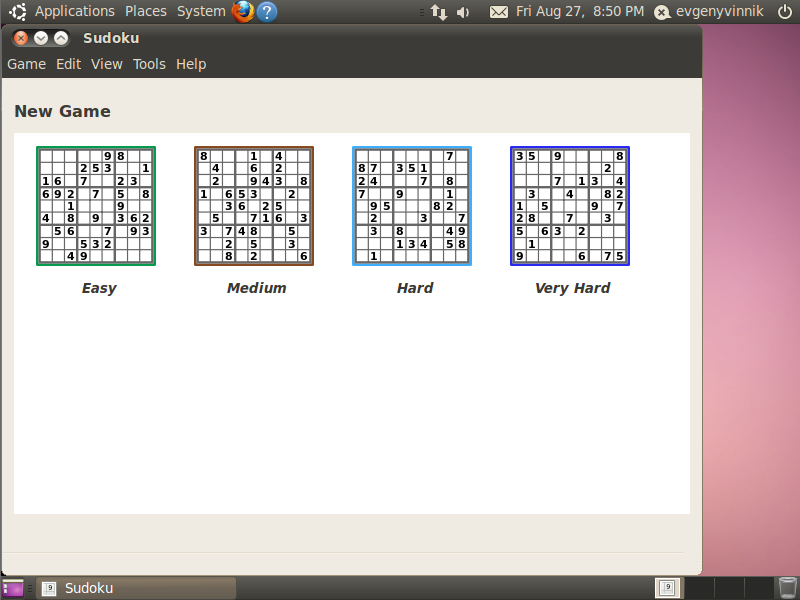 Applications Places System ? Fri Aug 27, 8:50 PM evgenyvinnik
Sudoku
Game Edit View Tools Help
New Game
9 8
2 5 3 1
1 6 7 2 3
6 9 2 7 5 8
1 9
4 8 9 3 6 2
5 6 7 9 3
9 5 3 2
4 9
Easy
8 1 4
4 6 2
2 9 4 3 8
1 6 5 3 2
3 6 2 5
5 7 1 6 3
3 7 4 8 5
2 5 3
8 2 6
Medium
7
8 7 3 5 1
2 4 7 8
7 9 1
9 5 8 2
2 3 7
3 8 4 9
1 3 4 5 8
1
Hard
3 5 9 8
2
7 1 3 4
3 4 8 2
1 5 9 7
2 8 7 3
5 6 3 2
1
9 6 7 5
Very Hard
9 Sudoku 9